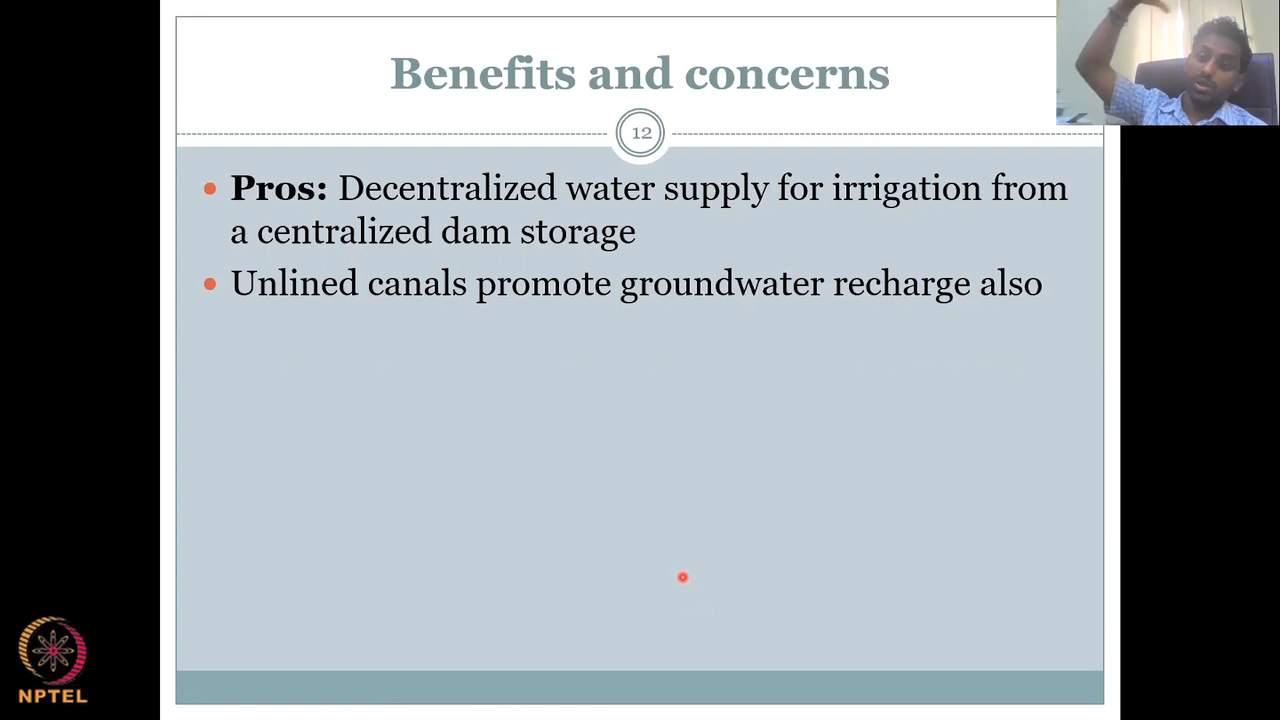 Benefits and concerns
12
Pros: Decentralized water supply for irrigation from
a centralized dam storage
Unlined canals promote groundwater recharge also
NPTEL